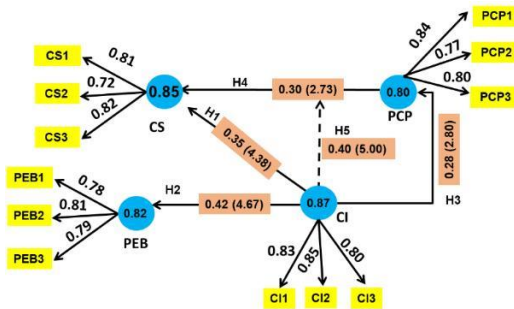 PCP1
0.84
CS1
0.81
0.77
PCP2
CS2
0.72
0.85
H4
0.30 (2.73)
0.80
PCP
0.80
PCP3
CS3
0.82
CS
H1
0.35 (4.38)
H5
0.40 (5.00)
0.28 (2.80)
H3
PEB1
0.78
PEB2
0.81
0.82
H2
0.42 (4.67)
0.87
CI
PEB3
0.79
PEB
0.83
0.85
0.80
CI1
CI2
CI3